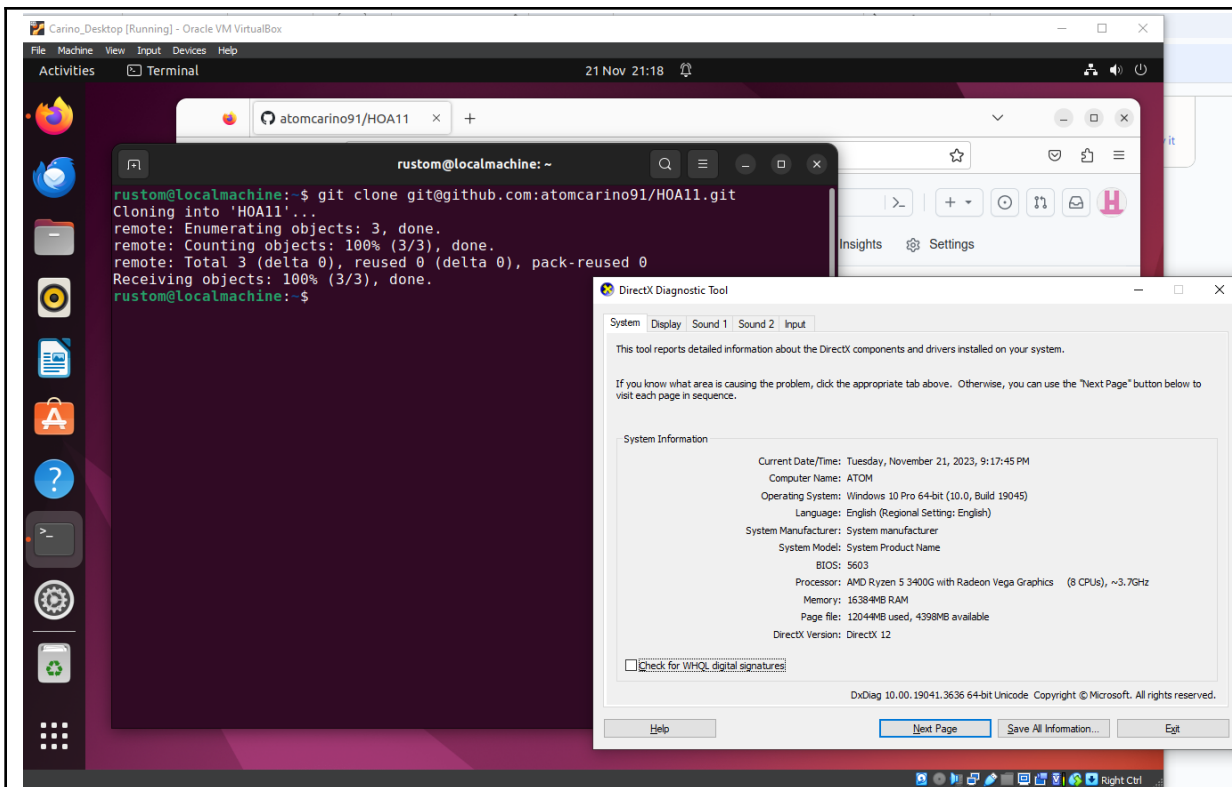 Carino_Desktop [Running] - Oracle VM VirtualBox
File Machine View Input Devices Help
Activities Terminal 21 Nov 21:18
atomcarino91/HOA11
it
rustom@localmachine: ~
rustom@localmachine:~$ git clone git@github.com:atomcarino91/HOA11.git
Cloning into 'HOA11'...
remote: Enumerating objects: 3, done.
remote: Counting objects: 100% (3/3), done.
remote: Total 3 (delta 0), reused 0 (delta 0), pack-reused 0
Receiving objects: 100% (3/3), done.
rustom@localmachine:~$
Insights Settings
DirectX Diagnostic Tool
System Display Sound 1 Sound 2 Input
This tool reports detailed information about the DirectX components and drivers installed on your system.
If you know what area is causing the problem, click the appropriate tab above. Otherwise, you can use the "Next Page" button below to
visit each page in sequence.
System Information
Current Date/Time: Tuesday, November 21, 2023, 9:17:45 PM
Computer Name: ATOM
Operating System: Windows 10 Pro 64-bit (10.0, Build 19045)
Language: English (Regional Setting: English)
System Manufacturer: System manufacturer
System Model: System Product Name
BIOS: 5603
Processor: AMD Ryzen 5 3400G with Radeon Vega Graphics (8 CPUs), ~3.7GHz
Memory: 16384MB RAM
Page file: 12044MB used, 4398MB available
DirectX Version: DirectX 12
Check for WHQL digital signatures
DxDiag 10.00.19041.3636 64-bit Unicode Copyright © Microsoft. All rights reserved.
Help Next Page Save All Information... Exit
Right Ctrl